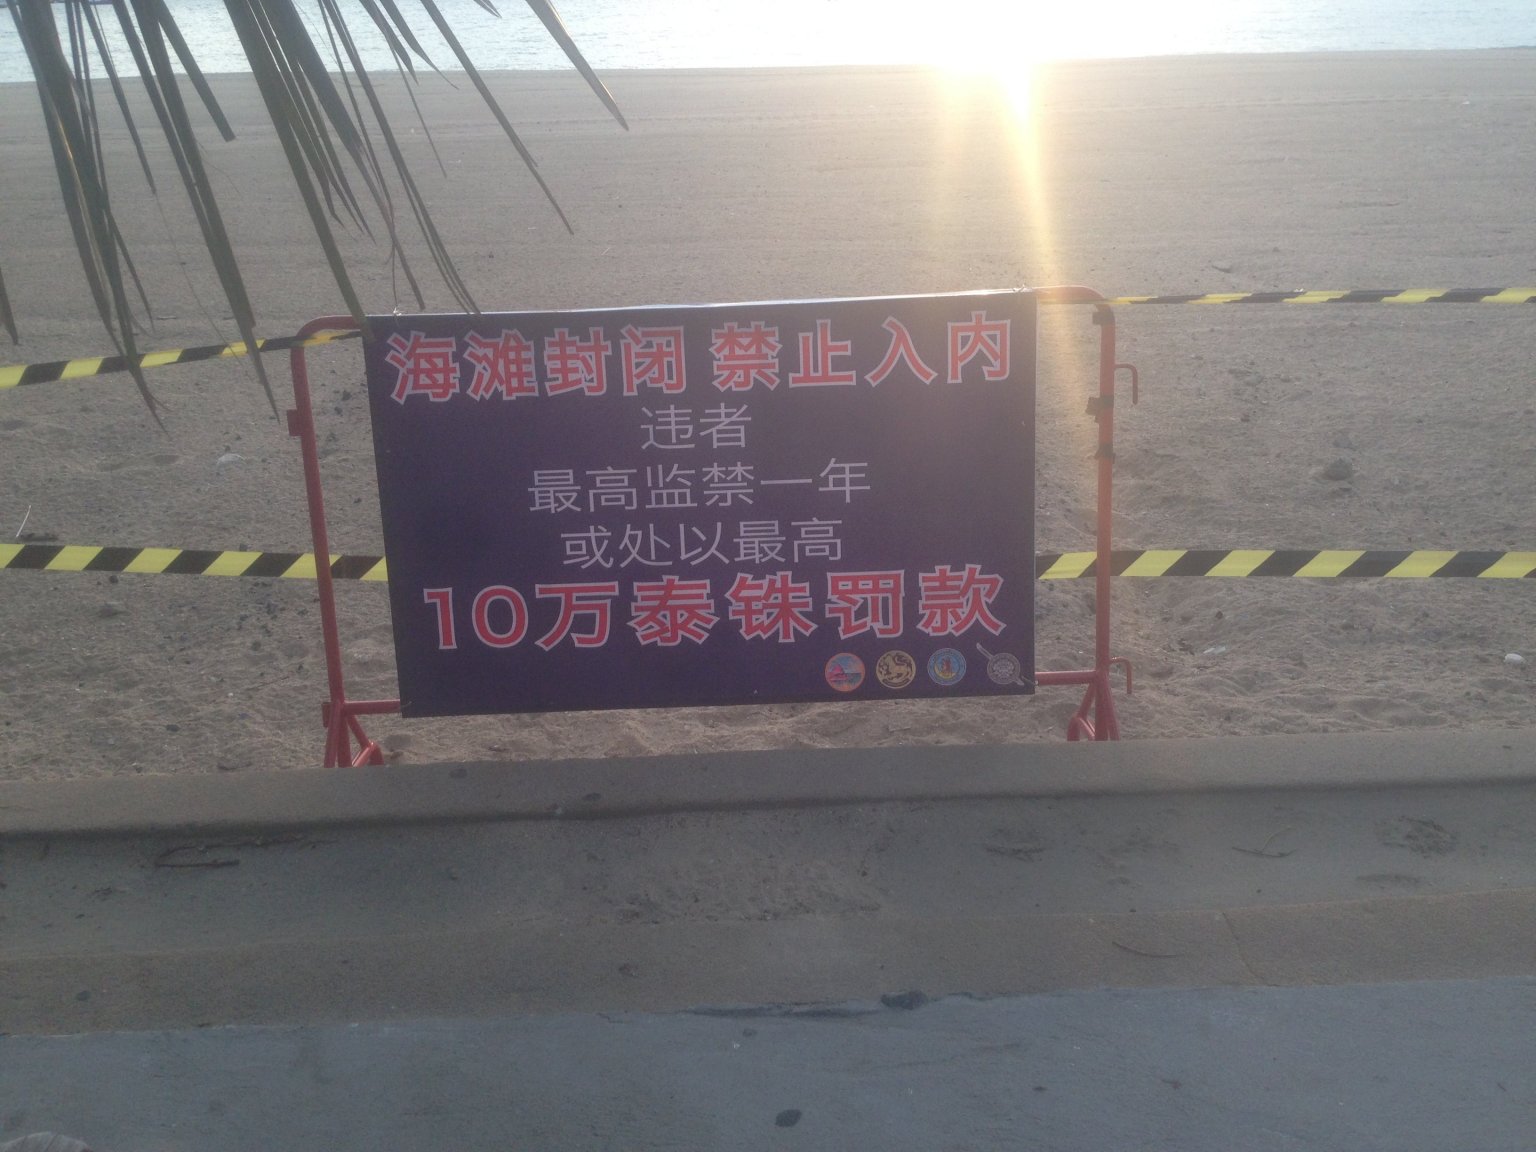 海滩封闭 禁止入内
违者
最高监禁一年
或处以最高
10万泰铢罚款